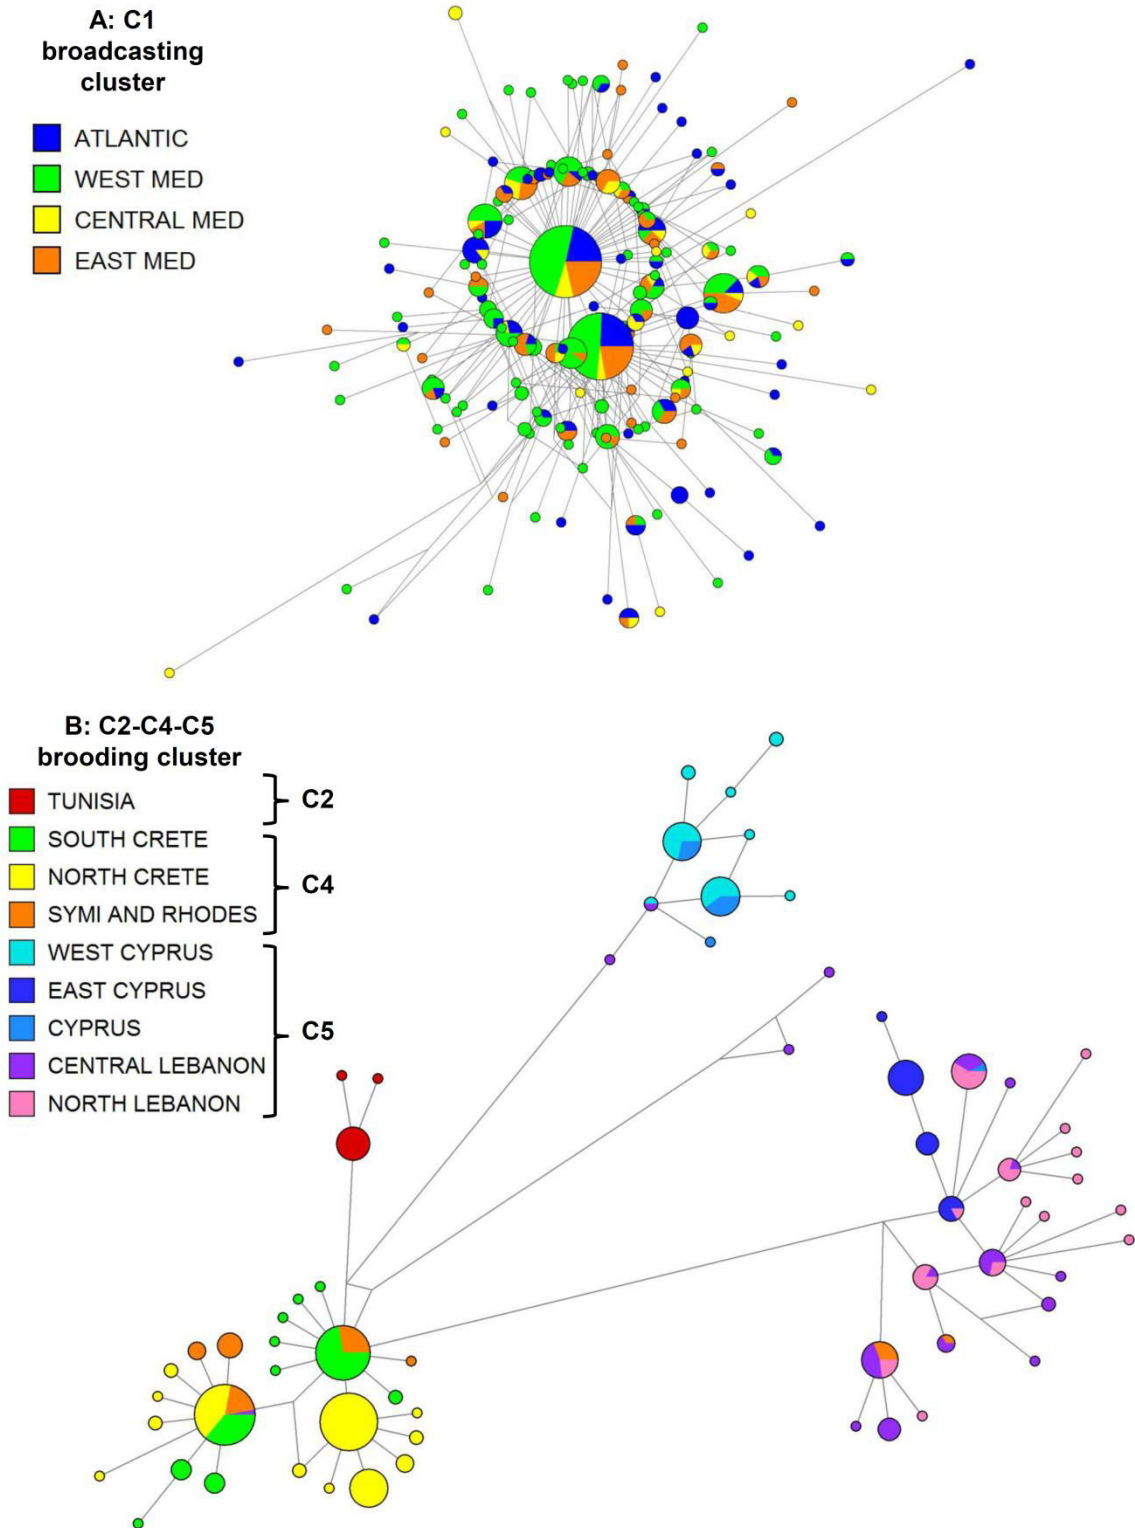 A: C1
broadcasting
cluster
ATLANTIC
WEST MED
CENTRAL MED
EAST MED
B: C2-C4-C5
brooding cluster
TUNISIA
C2
SOUTH CRETE
NORTH CRETE
C4
SYMI AND RHODES
WEST CYPRUS
EAST CYPRUS
CYPRUS
C5
CENTRAL LEBANON
NORTH LEBANON